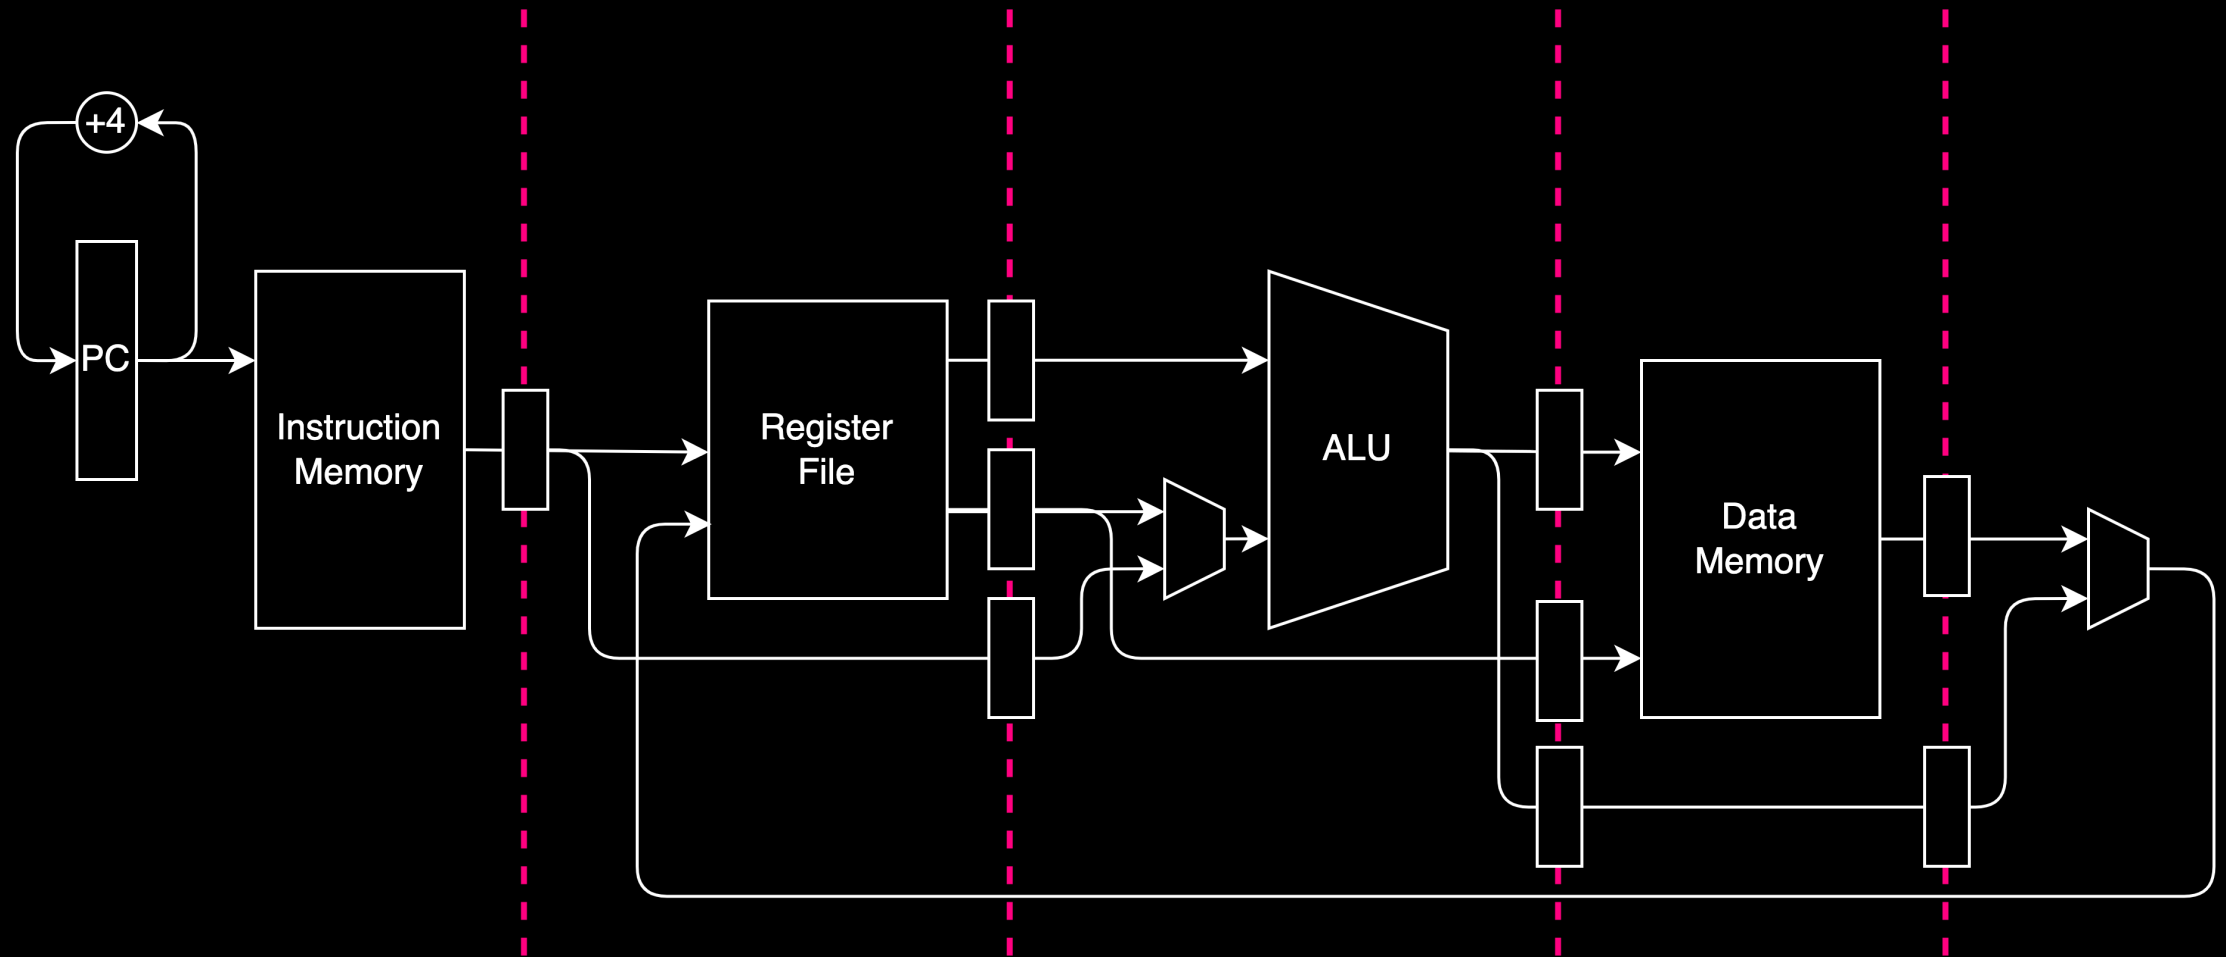 +4
PC
Instruction
Memory
Register
File
ALU
Data
Memory